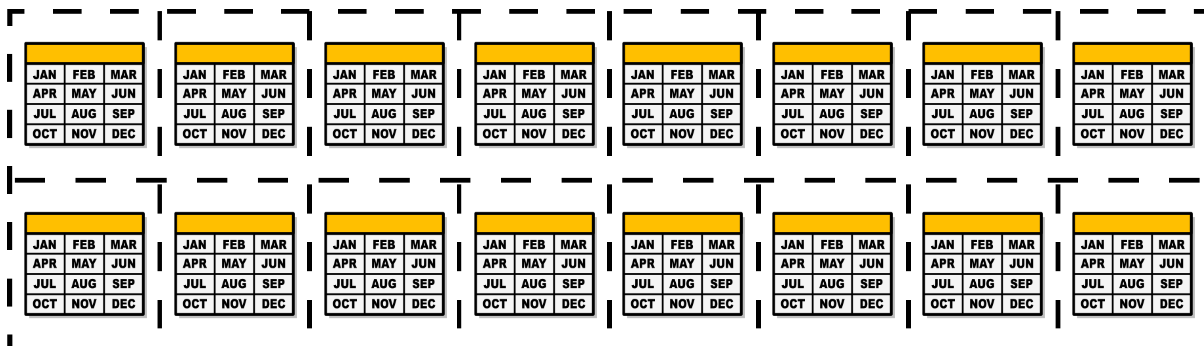 JAN FEB MAR JAN FEB MAR JAN FEB MAR JAN FEB MAR JAN FEB MAR JAN FEB MAR JAN FEB MAR JAN FEB MAR
APR MAY JUN APR MAY JUN APR MAY JUN APR MAY JUN APR MAY JUN APR MAY JUN APR MAY JUN APR MAY JUN
JUL AUG SEP JUL AUG SEP JUL AUG SEP JUL AUG SEP JUL AUG SEP JUL AUG SEP JUL AUG SEP JUL AUG SEP
OCT NOV DEC OCT NOV DEC OCT NOV DEC OCT NOV DEC OCT NOV DEC OCT NOV DEC OCT NOV DEC OCT NOV DEC
JAN FEB MAR JAN FEB MAR JAN FEB MAR JAN FEB MAR JAN FEB MAR JAN FEB MAR JAN FEB MAR JAN FEB MAR
APR MAY JUN APR MAY JUN APR MAY JUN APR MAY JUN APR MAY JUN APR MAY JUN APR MAY JUN APR MAY JUN
JUL AUG SEP JUL AUG SEP JUL AUG SEP JUL AUG SEP JUL AUG SEP JUL AUG SEP JUL AUG SEP JUL AUG SEP
OCT NOV DEC OCT NOV DEC OCT NOV DEC OCT NOV DEC OCT NOV DEC OCT NOV DEC OCT NOV DEC OCT NOV DEC